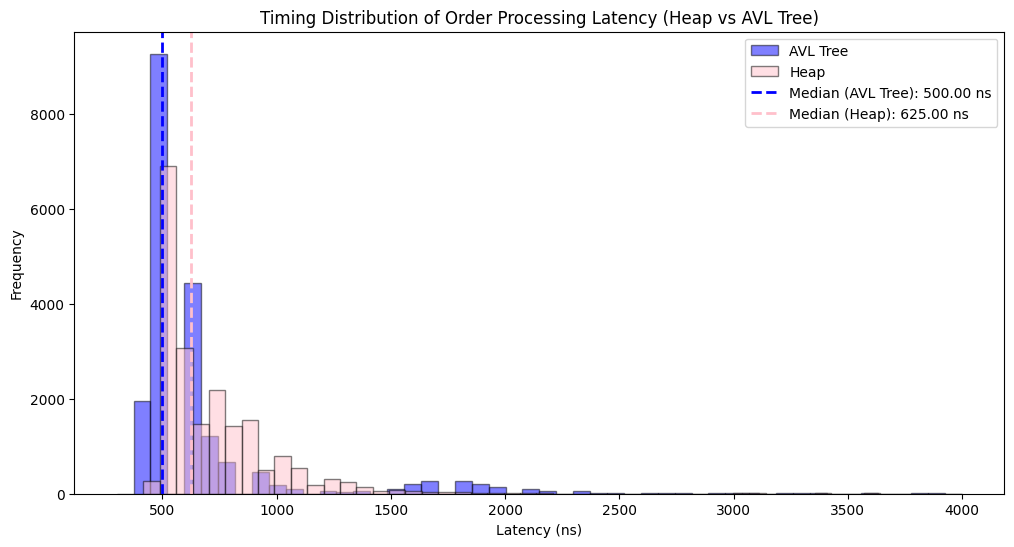 Timing Distribution of Order Processing Latency (Heap vs AVL Tree)
AVL Tree
Heap
Median (AVL Tree): 500.00 ns
Median (Heap): 625.00 ns
Frequency
8000
6000
4000
2000
0
500
1000
1500
2000
2500
3000
3500
4000
Latency (ns)